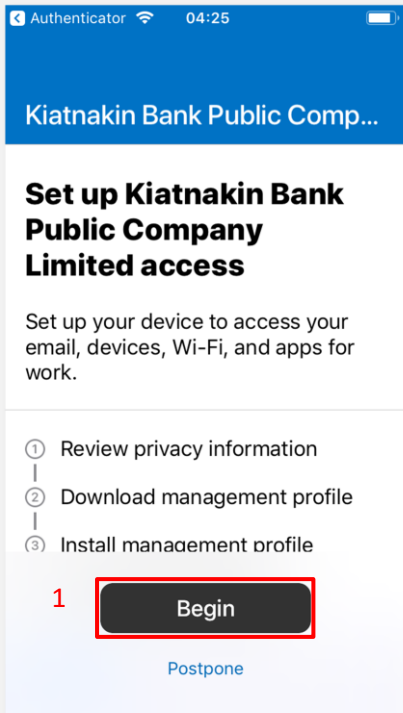 Authenticator 04:25
Kiatnakin Bank Public Comp...
Set up Kiatnakin Bank
Public Company
Limited access
Set up your device to access your
email, devices, Wi-Fi, and apps for
work.
1 Review privacy information
2 Download management profile
3 Install management profile
1 Begin
Postpone